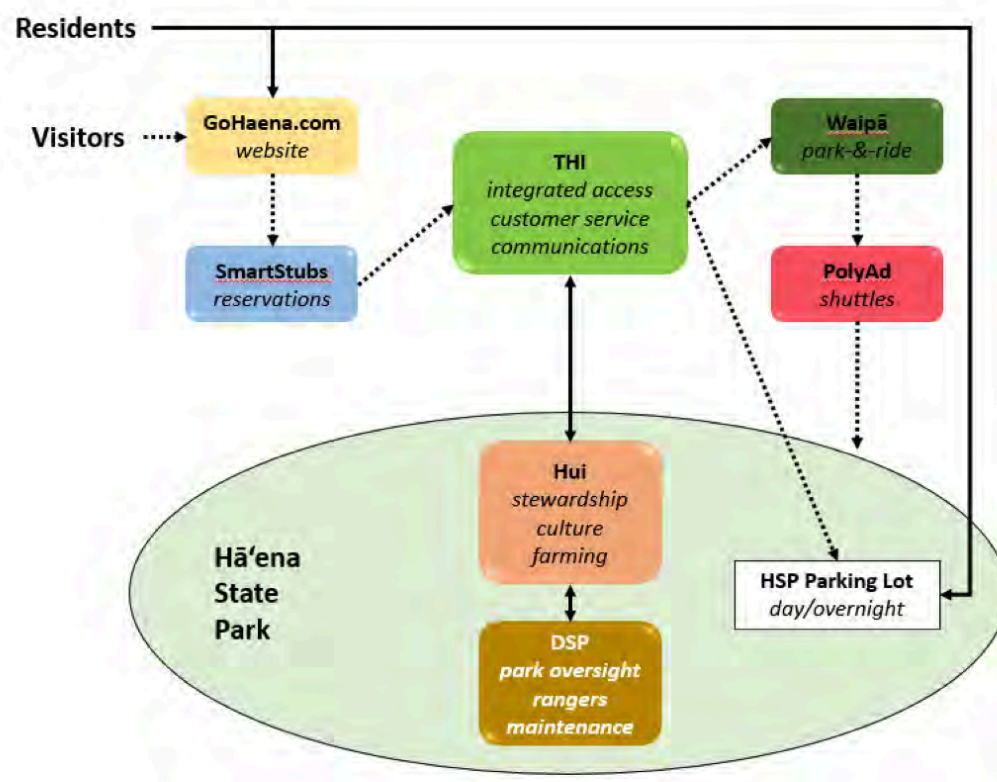 Residents
Visitors
GoHaena.com
website
SmartStubs
reservations
THI
integrated access
customer service
communications
Waipā
park-&-ride
PolyAd
shuttles
Hui
stewardship
culture
farming
Hāʻena
State
Park
HSP Parking Lot
day/overnight
DSP
park oversight
rangers
maintenance